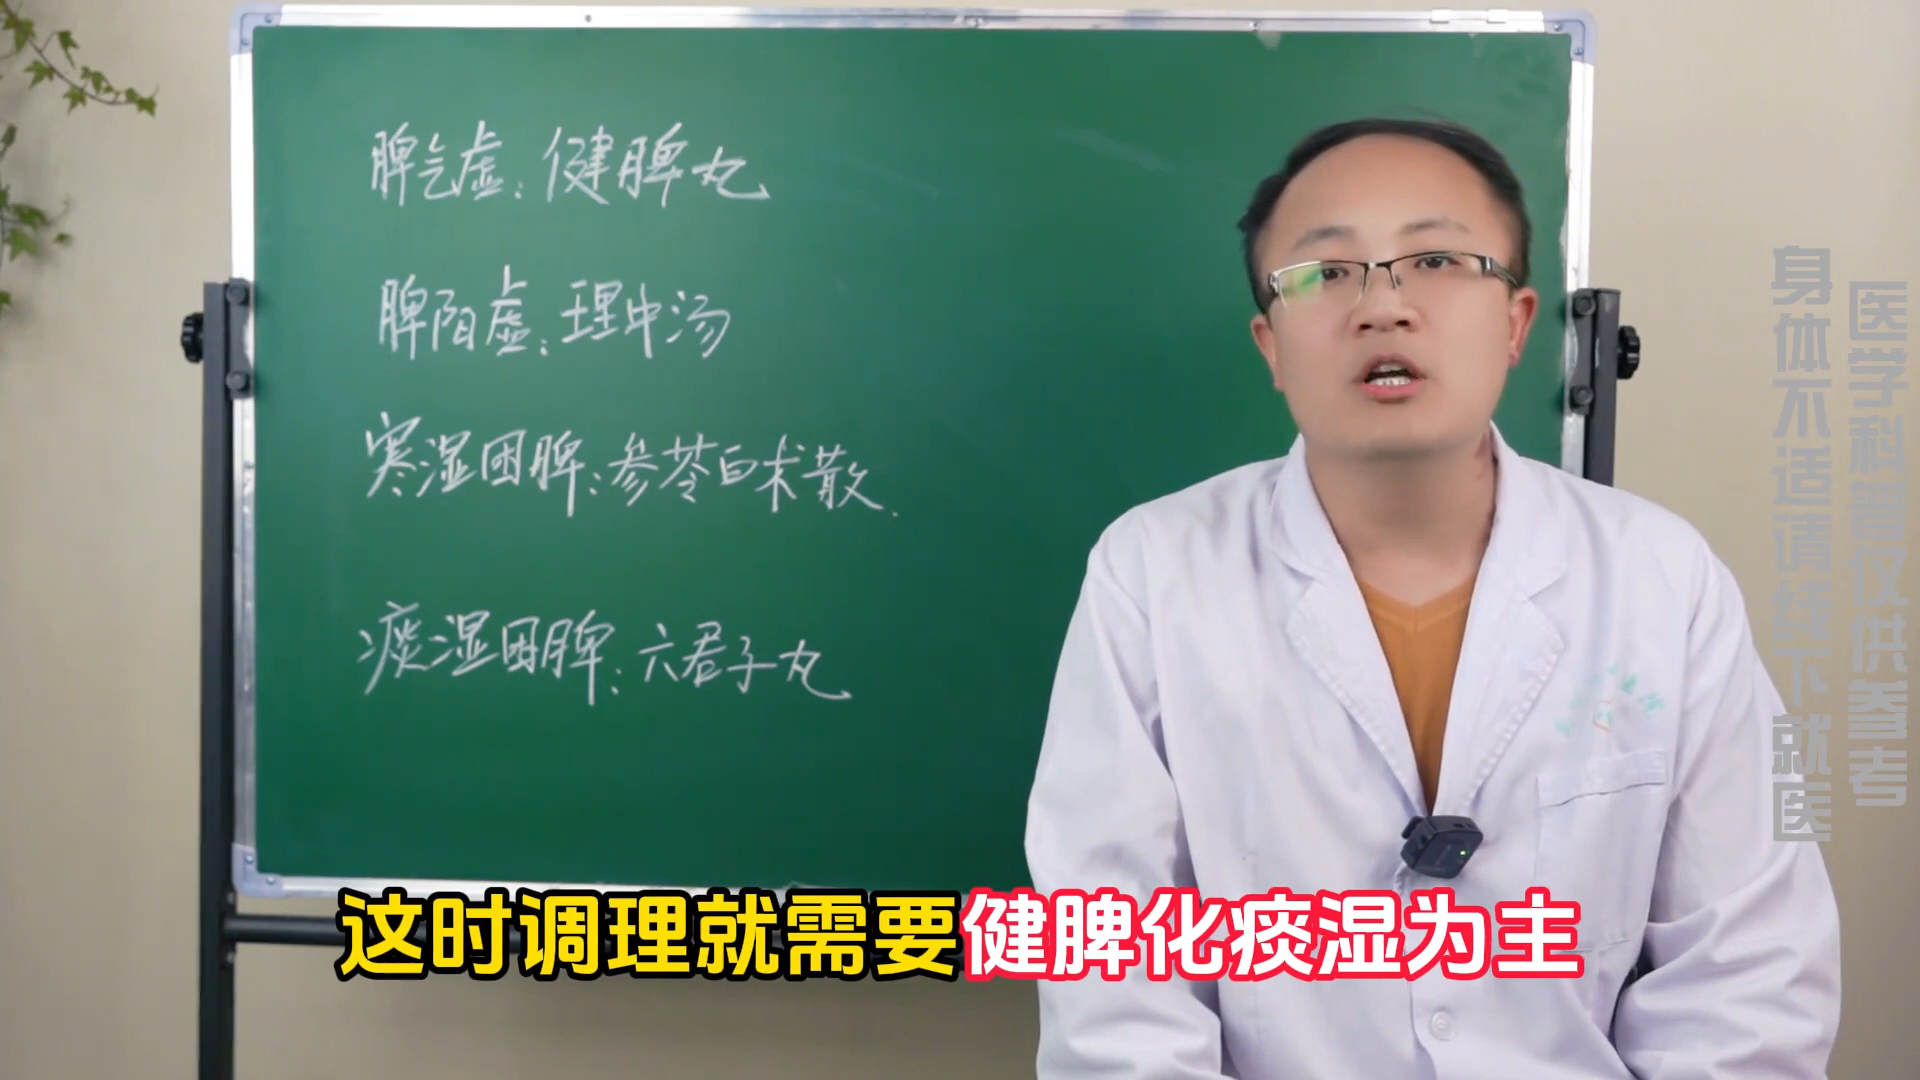 脾气虚：健脾丸
脾阳虚：理中汤
寒湿困脾：参苓白术散.
痰湿困脾：六君子丸
医学科普仅供参考
身体不适请线下就医
这时调理就需要健脾化痰湿为主